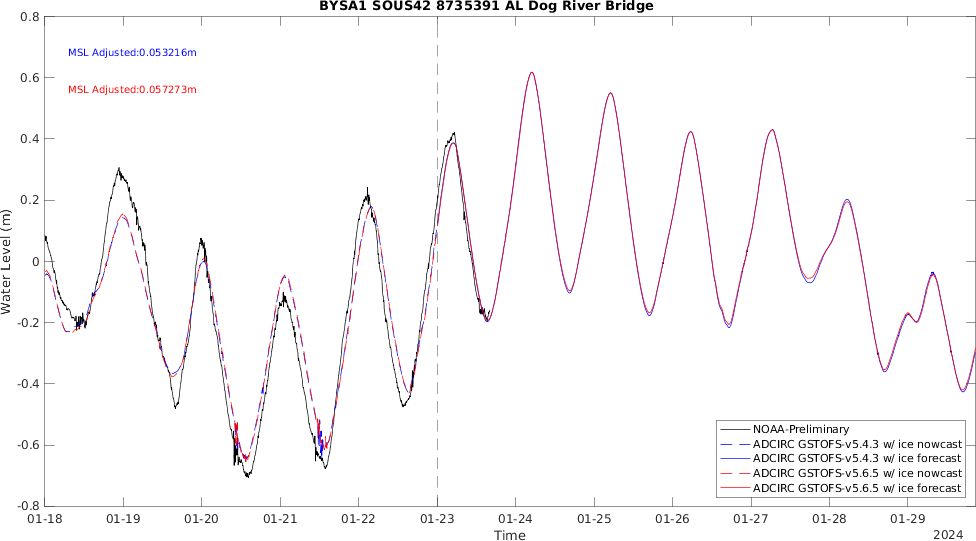 BYSA1 SOUS42 8735391 AL Dog River Bridge
MSL Adjusted:0.053216m
MSL Adjusted:0.057273m
Water Level (m)
0.8
0.6
0.4
0.2
0
-0.2
-0.4
-0.6
-0.8
NOAA-Preliminary
ADCIRC GSTOFS-v5.4.3 w/ ice nowcast
ADCIRC GSTOFS-v5.4.3 w/ ice forecast
ADCIRC GSTOFS-v5.6.5 w/ ice nowcast
ADCIRC GSTOFS-v5.6.5 w/ ice forecast
01-18 01-19 01-20 01-21 01-22 01-23 01-24 01-25 01-26 01-27 01-28 01-29
Time
2024